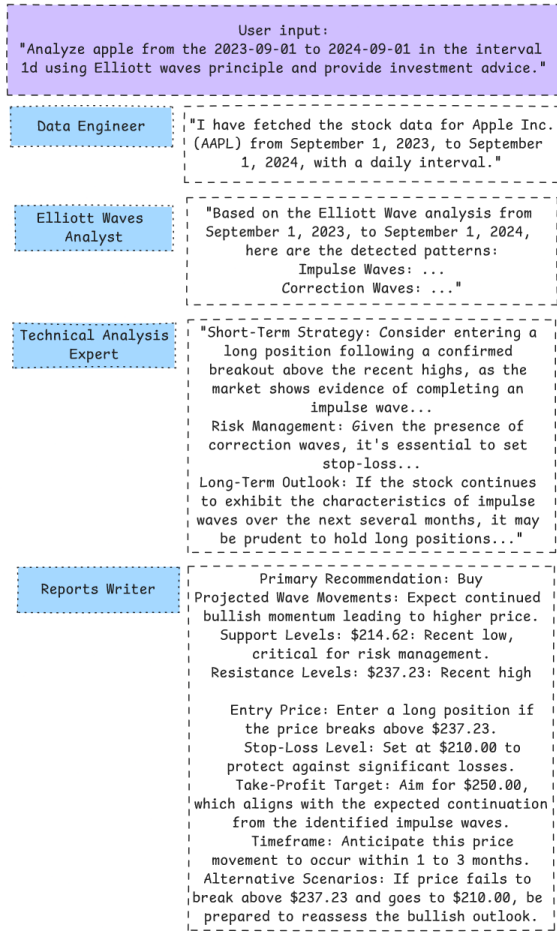 User input:
"Analyze apple from the 2023-09-01 to 2024-09-01 in the interval
1d using Elliott waves principle and provide investment advice."
Data Engineer
"I have fetched the stock data for Apple Inc.
(AAPL) from September 1, 2023, to September
1, 2024, with a daily interval."
Elliott Waves
Analyst
"Based on the Elliott Wave analysis from
September 1, 2023, to September 1, 2024,
here are the detected patterns:
Impulse Waves: ...
Correction Waves: ..."
Technical Analysis
Expert
"Short-Term Strategy: Consider entering a
long position following a confirmed
breakout above the recent highs, as the
market shows evidence of completing an
impulse wave...
Risk Management: Given the presence of
correction waves, it's essential to set
stop-loss...
Long-Term Outlook: If the stock continues
to exhibit the characteristics of impulse
waves over the next several months, it may
be prudent to hold long positions..."
Reports Writer
Primary Recommendation: Buy
Projected Wave Movements: Expect continued
bullish momentum leading to higher price.
Support Levels: $214.62: Recent low,
critical for risk management.
Resistance Levels: $237.23: Recent high
Entry Price: Enter a long position if
the price breaks above $237.23.
Stop-Loss Level: Set at $210.00 to
protect against significant losses.
Take-Profit Target: Aim for $250.00,
which aligns with the expected continuation
from the identified impulse waves.
Timeframe: Anticipate this price
movement to occur within 1 to 3 months.
Alternative Scenarios: If price fails to
break above $237.23 and goes to $210.00, be
prepared to reassess the bullish outlook.